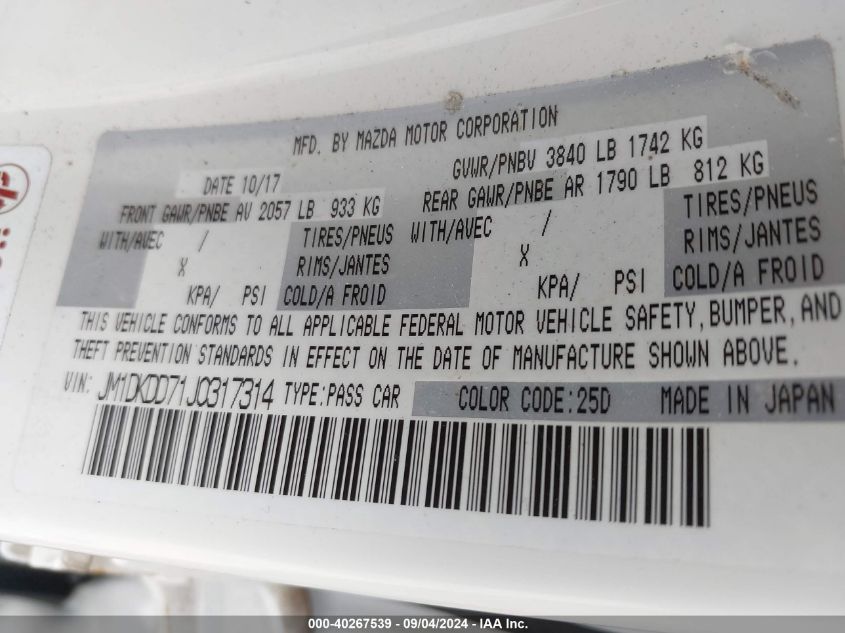 MFD. BY MAZDA MOTOR CORPORATION
DATE 10/17 GVWR/PNBV 3840 LB 1742 KG
FRONT GAWR/PNBE AV 2057 LB 933 KG REAR GAWR/PNBE AR 1790 LB 812 KG
WITH/AVEC / TIRES/PNEUS WITH/AVEC / TIRES/PNEUS
X RIMS/JANTES X RIMS/JANTES
KPA/ PSI COLD/A FROID KPA/ PSI COLD/A FROID
THIS VEHICLE CONFORMS TO ALL APPLICABLE FEDERAL MOTOR VEHICLE SAFETY, BUMPER, AND
THEFT PREVENTION STANDARDS IN EFFECT ON THE DATE OF MANUFACTURE SHOWN ABOVE.
VIN: JM1DKDD71J0317314 TYPE:PASS CAR COLOR CODE:25D MADE IN JAPAN
000-40267539 - 09/04/2024 - IAA Inc.